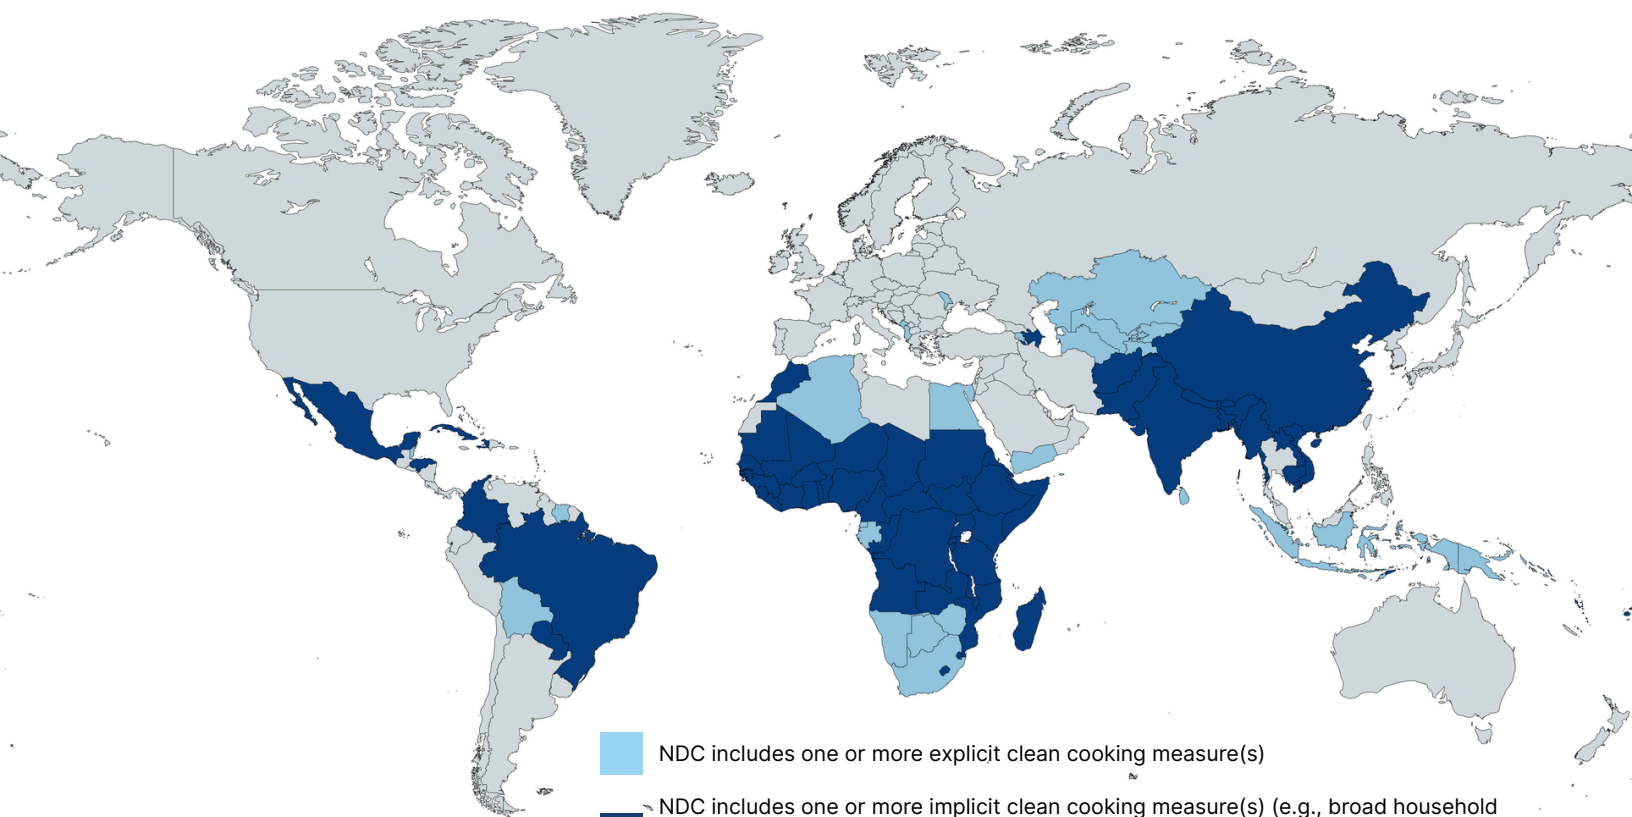 NDC includes one or more explicit clean cooking measure(s)
NDC includes one or more implicit clean cooking measure(s) (e.g., broad household